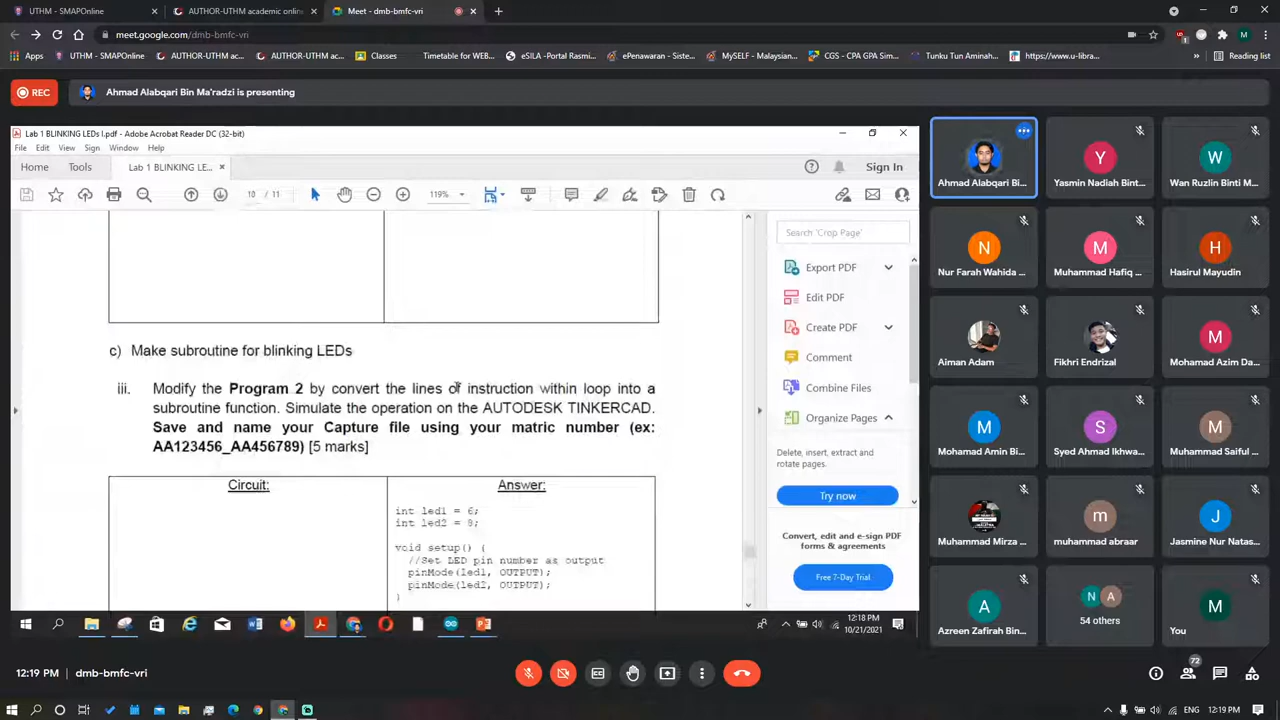 UTHM - SMAPOnline
AUTHOR-UTHM academic onlin
Meet - dmb-bmfc-vri
meet.google.com/dmb-bmfc-vri
Apps
UTHM - SMAPOnline
AUTHOR-UTHM aca...
AUTHOR-UTHM ac...
Classes
Timetable for WEB...
eSILA -Portal Rasmi...
ePenawaran - Siste...
MySELF - Malaysian...
CGS - CPA GPA Sim...
Tunku Tun Aminah...
https://www.u-libra...
»
Reading list
REC
Ahmad Alabqari Bin Ma'radzi is presenting
Lab 1 BLINKING LEDs I.pdf - Adobe Acrobat Reader DC (32-bit)
File Edit View Sign Window Help
Home Tools Lab 1 BLINKING LE... x
Sign In
10 / 11
119%
c) Make subroutine for blinking LEDs
iii. Modify the Program 2 by convert the lines of instruction within loop into a
subroutine function. Simulate the operation on the AUTODESK TINKERCAD.
Save and name your Capture file using your matric number (ex:
AA123456_AA456789) [5 marks]
Circuit:
Answer:
int led1 = 6;
int led2 = 8;
void setup() {
//Set LED pin number as output
pinMode(led1, OUTPUT);
pinMode(led2, OUTPUT);
}
Search 'Crop Page'
Export PDF
Edit PDF
Create PDF
Comment
Combine Files
Organize Pages
Delete, insert, extract and
rotate pages.
Try now
Convert, edit and e-sign PDF
forms & agreements
Free 7-Day Trial
12:18 PM
10/21/2021
Ahmad Alabqari Bi...
Y
Yasmin Nadiah Bint...
W
Wan Ruzlin Binti M...
N
Nur Farah Wahida ...
M
Muhammad Hafiq ...
H
Hasirul Mayudin
Aiman Adam
Fikhri Endrizal
M
Mohamad Azim Da...
M
Mohamad Amin Bi...
S
Syed Ahmad Ikhwa...
M
Muhammad Saiful ...
Muhammad Mirza ...
m
muhammad abraar
J
Jasmine Nur Natas...
A
Azreen Zafirah Bin...
N A
54 others
M
You
12:19 PM dmb-bmfc-vri
72
ENG 12:19 PM